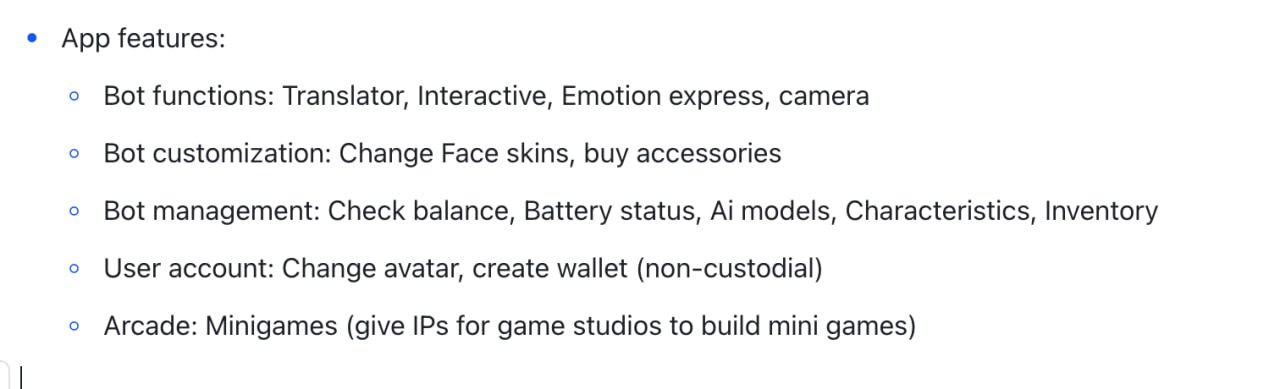 App features:
Bot functions: Translator, Interactive, Emotion express, camera
Bot customization: Change Face skins, buy accessories
Bot management: Check balance, Battery status, Ai models, Characteristics, Inventory
User account: Change avatar, create wallet (non-custodial)
Arcade: Minigames (give IPs for game studios to build mini games)